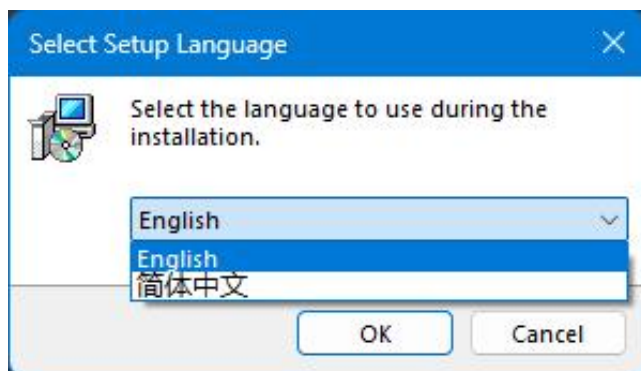 Select Setup Language
Select the language to use during the
installation.
English
English
简体中文
OK
Cancel